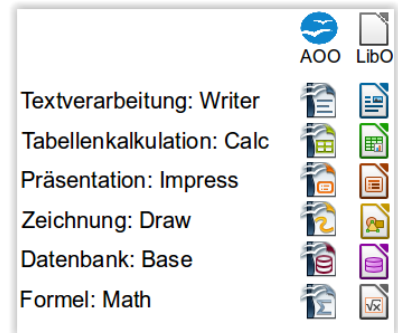 AOO LibO
Textverarbeitung: Writer
Tabellenkalkulation: Calc
Präsentation: Impress
Zeichnung: Draw
Datenbank: Base
Formel: Math